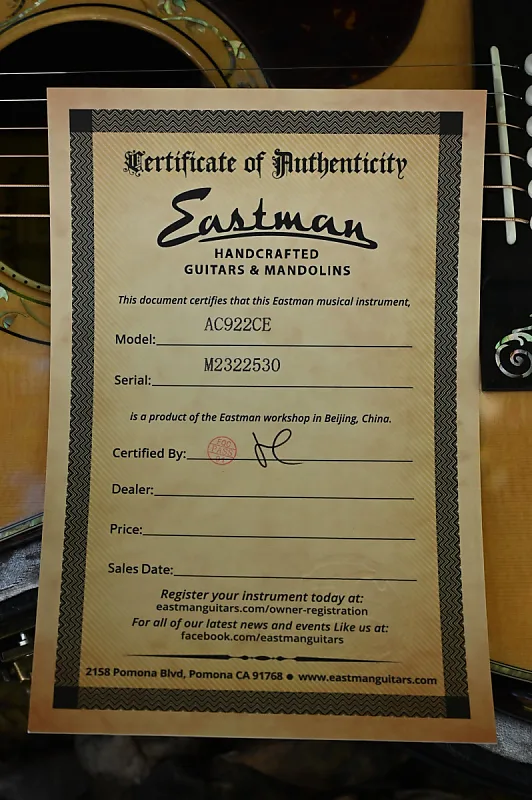 Certificate of Authenticity
Eastman
HANDCRAFTED
GUITARS & MANDOLINS
This document certifies that this Eastman musical instrument,
Model: AC922CE
Serial: M2322530
is a product of the Eastman workshop in Beijing, China.
Certified By:
Dealer:
Price:
Sales Date:
Register your instrument today at:
eastmanguitars.com/owner-registration
For all of our latest news and events Like us at:
facebook.com/eastmanguitars
2158 Pomona Blvd, Pomona CA 91768 ● www.eastmanguitars.com